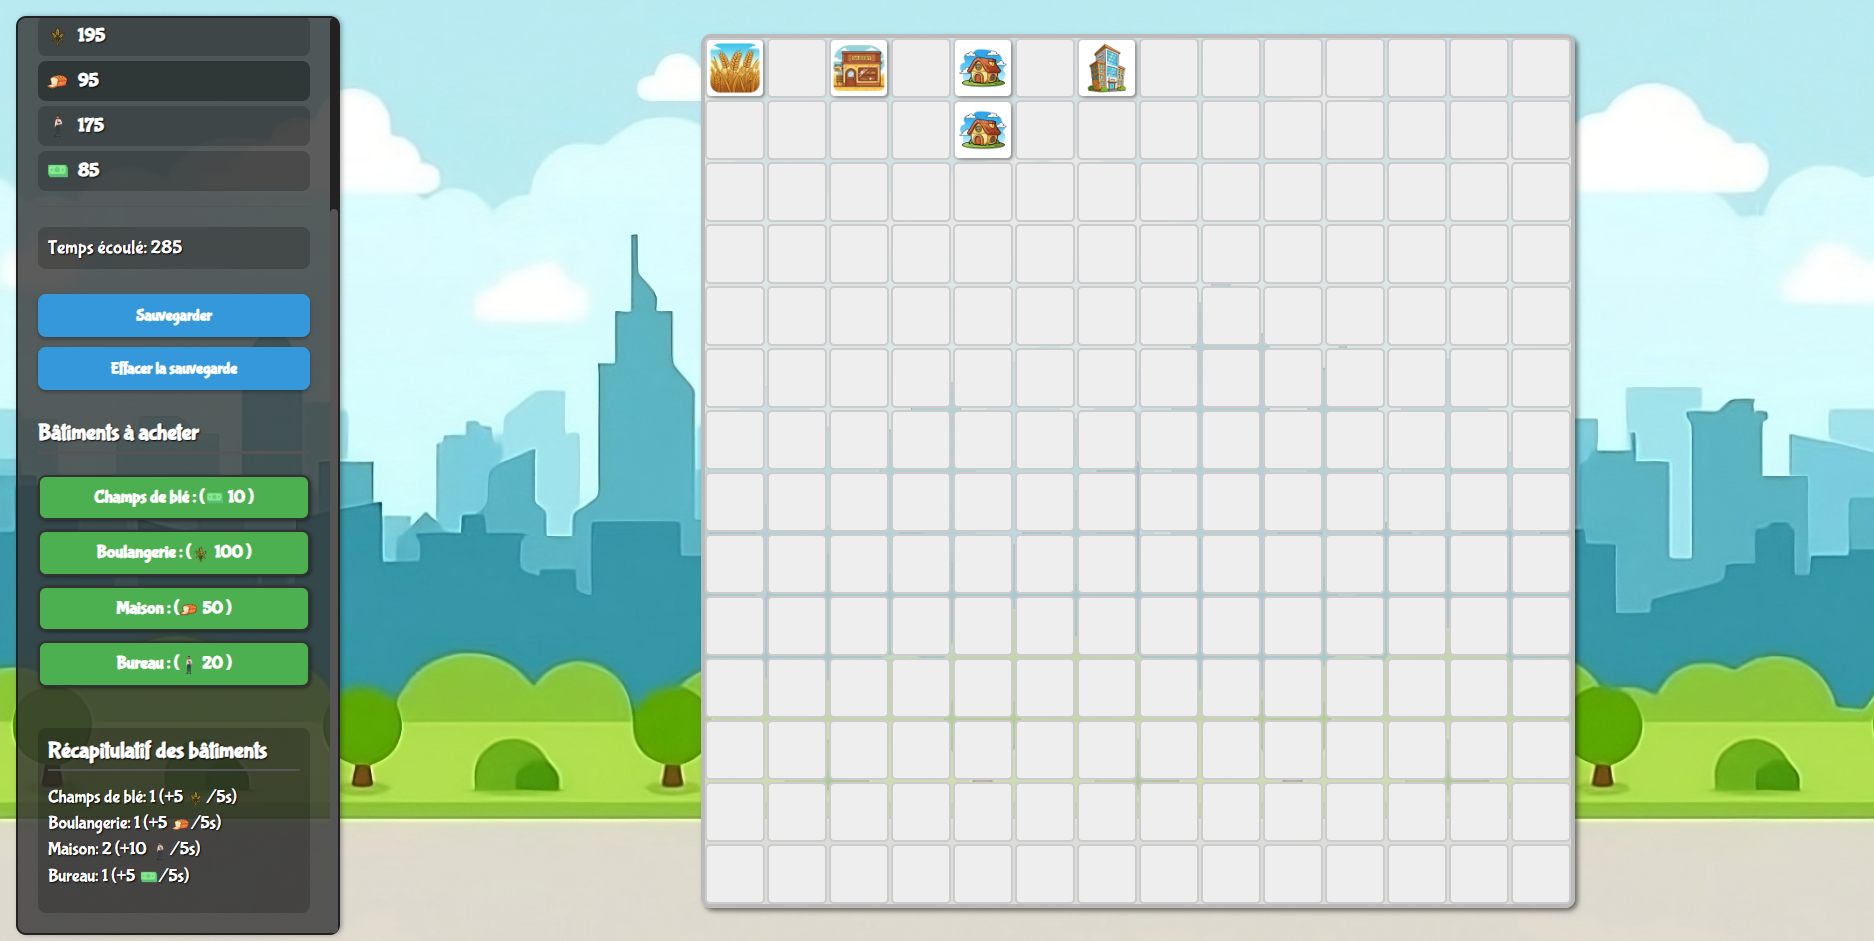 195
95
175
85
Temps écoulé: 285
Sauvegarder
Effacer la sauvegarde
Bâtiments à acheter
Champs de blé : ( 10 )
Boulangerie : ( 100 )
Maison : ( 50 )
Bureau : ( 20 )
Récapitulatif des bâtiments
Champs de blé: 1 (+5 /5s)
Boulangerie: 1 (+5 /5s)
Maison: 2 (+10 /5s)
Bureau: 1 (+5 /5s)